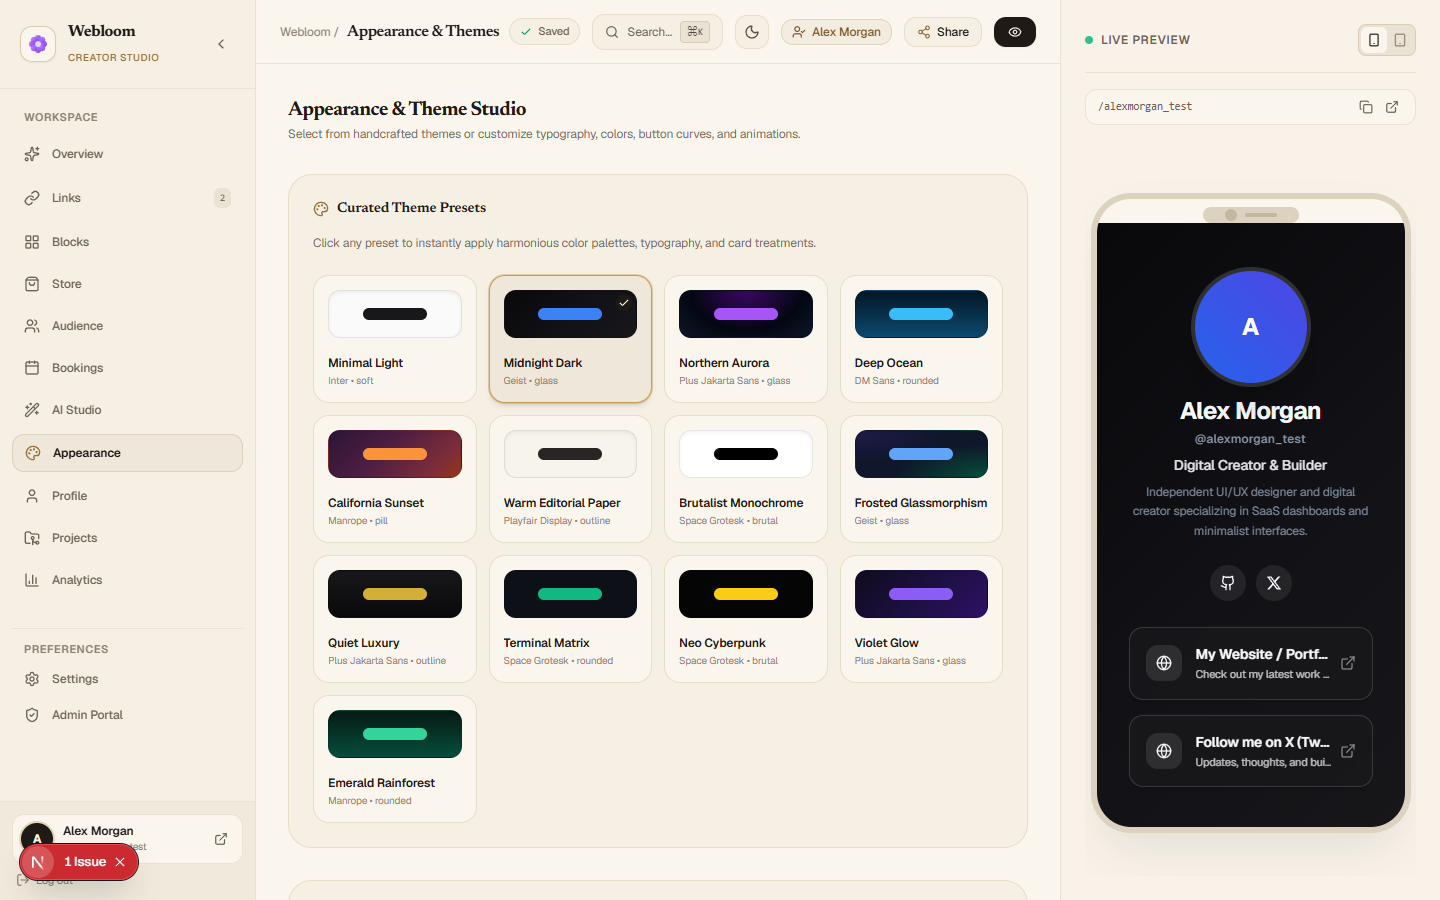 Webloom
CREATOR STUDIO
WORKSPACE
Overview
Links
2
Blocks
Store
Audience
Bookings
AI Studio
Appearance
Profile
Projects
Analytics
PREFERENCES
Settings
Admin Portal
A
Alex Morgan
test
N
1 Issue
Log out
Webloom /
Appearance & Themes
Saved
Search...
⌘K
Alex Morgan
Share
Appearance & Theme Studio
Select from handcrafted themes or customize typography, colors, button curves, and animations.
Curated Theme Presets
Click any preset to instantly apply harmonious color palettes, typography, and card treatments.
Minimal Light
Inter • soft
Midnight Dark
Geist • glass
Northern Aurora
Plus Jakarta Sans • glass
Deep Ocean
DM Sans • rounded
California Sunset
Manrope • pill
Warm Editorial Paper
Playfair Display • outline
Brutalist Monochrome
Space Grotesk • brutal
Frosted Glassmorphism
Geist • glass
Quiet Luxury
Plus Jakarta Sans • outline
Terminal Matrix
Space Grotesk • rounded
Neo Cyberpunk
Space Grotesk • brutal
Violet Glow
Plus Jakarta Sans • glass
Emerald Rainforest
Manrope • rounded
LIVE PREVIEW
/alexmorgan_test
A
Alex Morgan
@alexmorgan_test
Digital Creator & Builder
Independent UI/UX designer and digital
creator specializing in SaaS dashboards and
minimalist interfaces.
My Website / Portf...
Check out my latest work ...
Follow me on X (Tw...
Updates, thoughts, and bui...